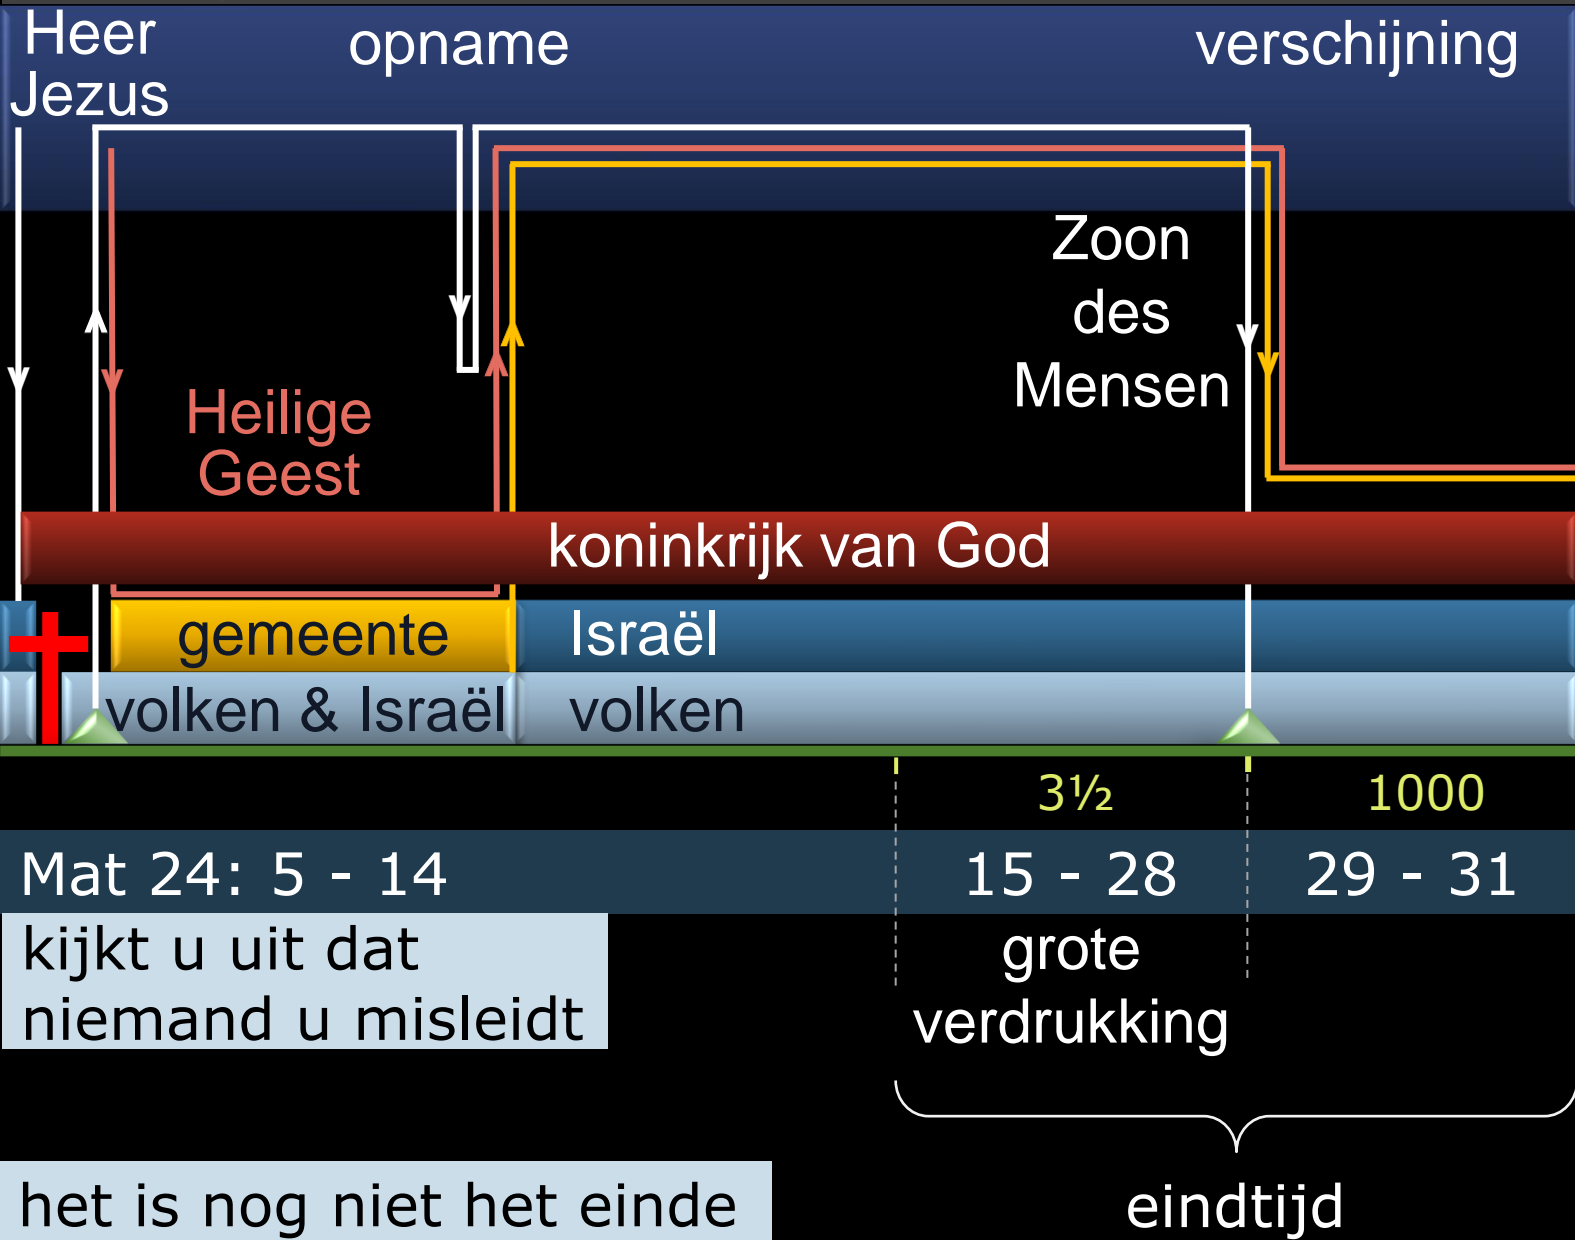 Heer
Jezus
opname
verschijning
Zoon
des
Mensen
Heilige
Geest
koninkrijk van God
gemeente
Israël
volken & Israël
volken
3½
1000
Mat 24: 5 - 14
15 - 28
29 - 31
kijkt u uit dat
niemand u misleidt
grote
verdrukking
het is nog niet het einde
eindtijd